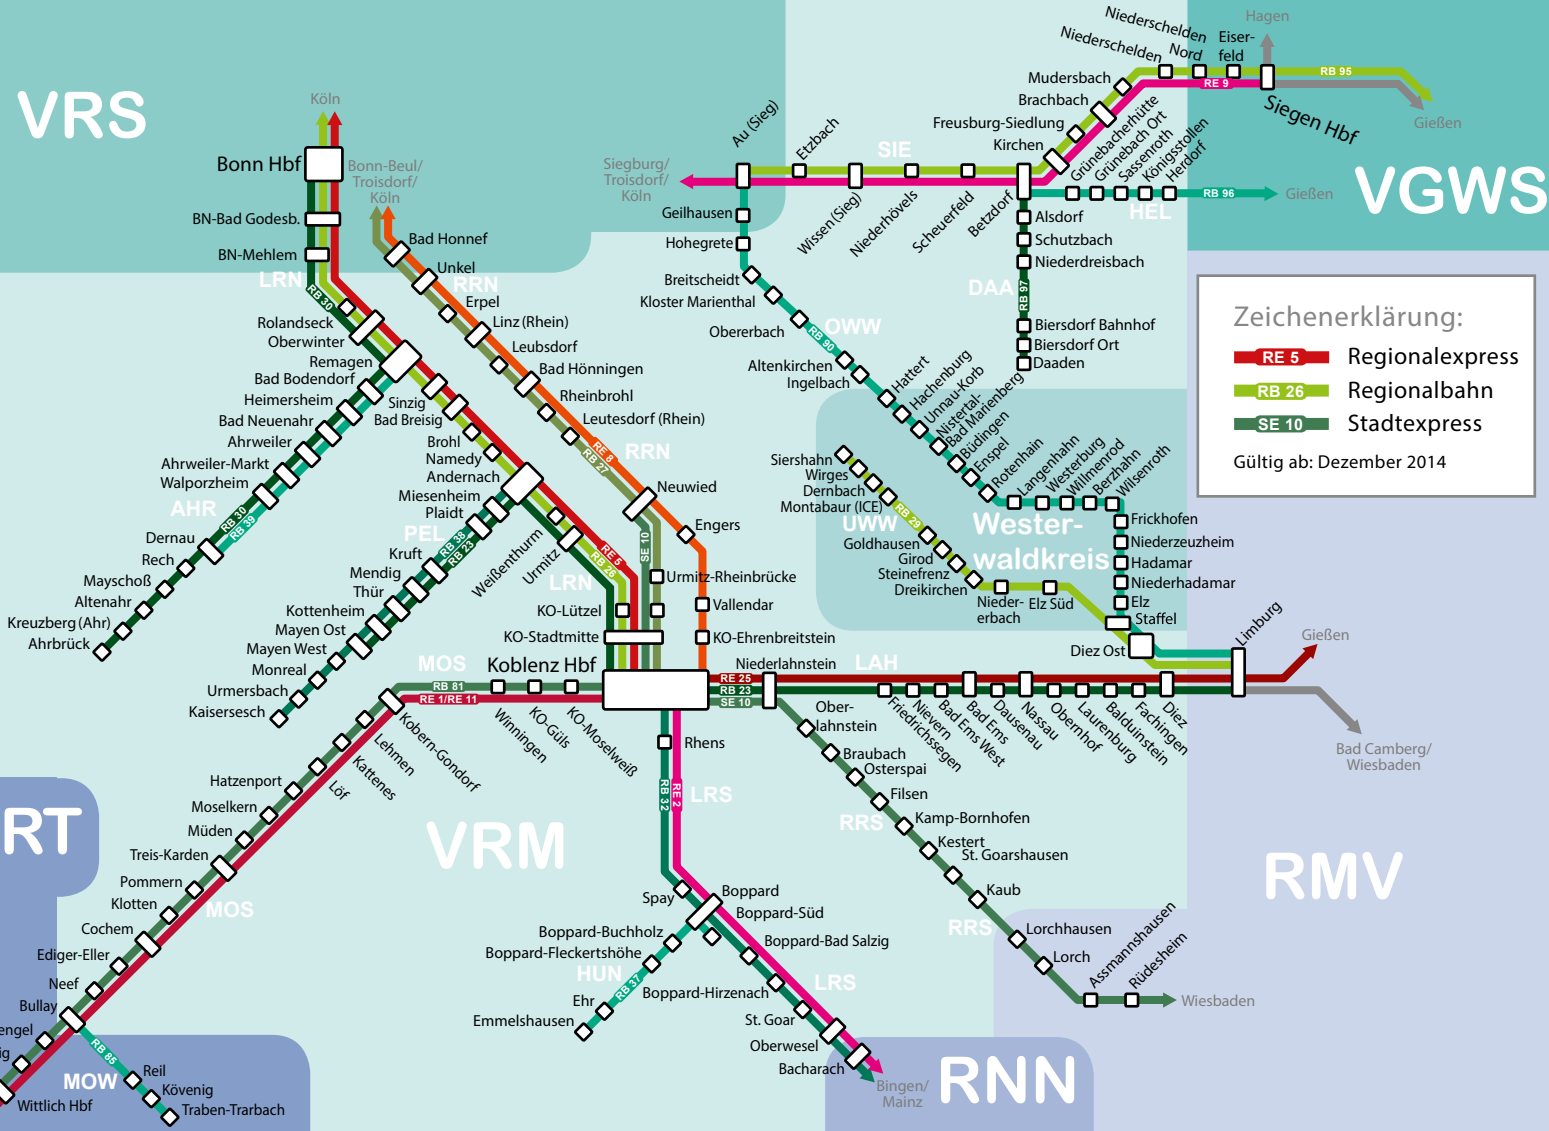 VRS
VGWS
VRM
RMV
RNN
RT
Wester-
waldkreis
Zeichenerklärung:
RE 5 Regionalexpress
RB 26 Regionalbahn
SE 10 Stadtexpress
Gültig ab: Dezember 2014
Köln
Bonn Hbf
BN-Bad Godesb.
BN-Mehlem
LRN
RB 30
Rolandseck
Oberwinter
Remagen
Bad Bodendorf
Heimersheim
Bad Neuenahr
Ahrweiler
Ahrweiler-Markt
Walporzheim
AHR
RB 30
RB 39
Dernau
Rech
Mayschoß
Altenahr
Kreuzberg (Ahr)
Ahrbrück
Sinzig
Bad Breisig
Brohl
Namedy
Andernach
Miesenheim
Plaidt
PEL
RB 38
RB 23
Kruft
Mendig
Thür
Kottenheim
Mayen Ost
Mayen West
Monreal
Urmersbach
Kaisersesch
Weißenthurm
Urmitz
LRN
RE 5
RB 26
KO-Lützel
KO-Stadtmitte
Koblenz Hbf
Bonn-Beul/
Troisdorf/
Köln
Bad Honnef
Unkel
RRN
Erpel
Linz (Rhein)
Leubsdorf
Bad Hönningen
Rheinbrohl
Leutesdorf (Rhein)
RE 8
RB 27
RRN
Neuwied
SE 10
Engers
Urmitz-Rheinbrücke
Vallendar
KO-Ehrenbreitstein
Siegburg/
Troisdorf/
Köln
Au (Sieg)
Etzbach
SIE
Wissen (Sieg)
Niederhövels
Scheuerfeld
Betzdorf
Kirchen
Freusburg-Siedlung
Brachbach
Mudersbach
Niederschelden
Niederschelden
Nord
Eiser-
feld
Hagen
RB 95
RE 9
Siegen Hbf
Gießen
Grünebacherhütte
Grünebach Ort
Sassenroth
Königsstollen
Herdorf
HEL
RB 96
Gießen
Alsdorf
Schutzbach
Niederdreisbach
DAA
RB 97
Biersdorf Bahnhof
Biersdorf Ort
Daaden
Geilhausen
Hohegrete
Breitscheidt
Kloster Marienthal
Obererbach
OWW
RB 90
Altenkirchen
Ingelbach
Hattert
Hachenburg
Unnau-Korb
Nistertal-
Bad Marienberg
Büdingen
Enspel
Rotenhain
Langenhahn
Westerburg
Willmenrod
Berzhahn
Wilsenroth
Frickhofen
Niederzeuzheim
Hadamar
Niederhadamar
Elz
Staffel
Siershahn
Wirges
Dernbach
Montabaur (ICE)
UWW
RB 29
Goldhausen
Girod
Steinefrenz
Dreikirchen
Nieder-
erbach
Elz Süd
Diez Ost
Limburg
Gießen
Bad Camberg/
Wiesbaden
Niederlahnstein
LAH
RE 25
RB 23
SE 10
Friedrichssegen
Nievern
Bad Ems West
Bad Ems
Dausenau
Nassau
Obernhof
Laurenburg
Balduinstein
Fachingen
Diez
Ober-
lahnstein
Braubach
Osterspai
Filsen
RRS
Kamp-Bornhofen
Kestert
St. Goarshausen
Kaub
RRS
Lorchhausen
Lorch
Assmannshausen
Rüdesheim
Wiesbaden
MOS
RB 81
RE 1/RE 11
Winningen
KO-Güls
KO-Moselweiß
Kobern-Gondorf
Lehmen
Kattenes
Löf
Hatzenport
Moselkern
Müden
Treis-Karden
Pommern
Klotten
MOS
Cochem
Ediger-Eller
Neef
Bullay
engel
ig
Wittlich Hbf
RB 85
MOW
Reil
Kövenig
Traben-Trarbach
Rhens
RB 32
RE 2
LRS
Spay
Boppard
Boppard-Süd
Boppard-Buchholz
Boppard-Fleckertshöhe
HUN
RB 37
Ehr
Emmelshausen
Boppard-Bad Salzig
LRS
Boppard-Hirzenach
St. Goar
Oberwesel
Bacharach
Bingen/
Mainz